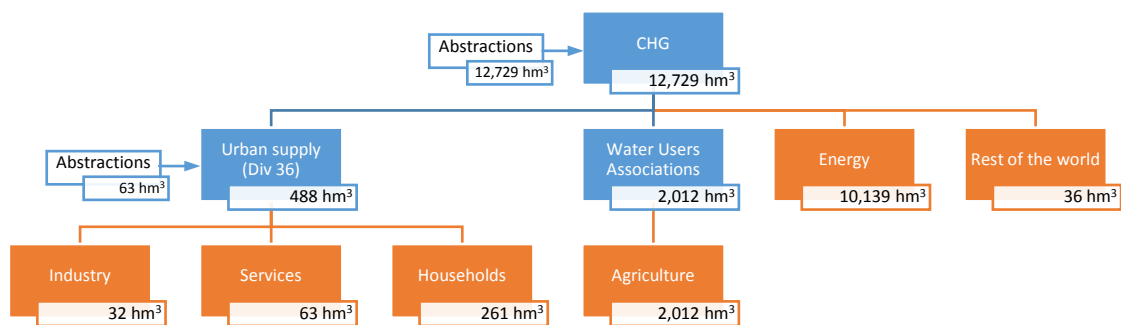 Abstractions
12,729 hm³
CHG
12,729 hm³
Abstractions
63 hm³
Urban supply
(Div 36)
488 hm³
Water Users
Associations
2,012 hm³
Energy
10,139 hm³
Rest of the world
36 hm³
Industry
32 hm³
Services
63 hm³
Households
261 hm³
Agriculture
2,012 hm³